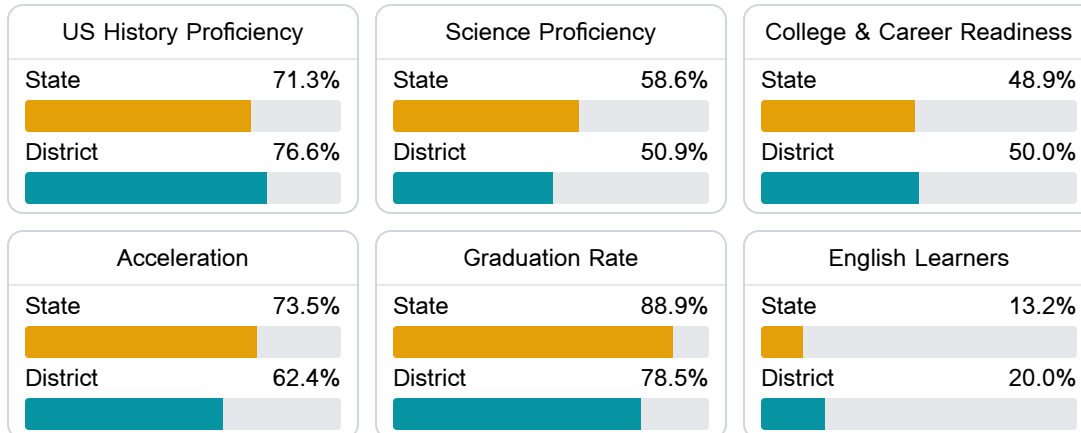 US History Proficiency
State 71.3%
District 76.6%
Science Proficiency
State 58.6%
District 50.9%
College & Career Readiness
State 48.9%
District 50.0%
Acceleration
State 73.5%
District 62.4%
Graduation Rate
State 88.9%
District 78.5%
English Learners
State 13.2%
District 20.0%